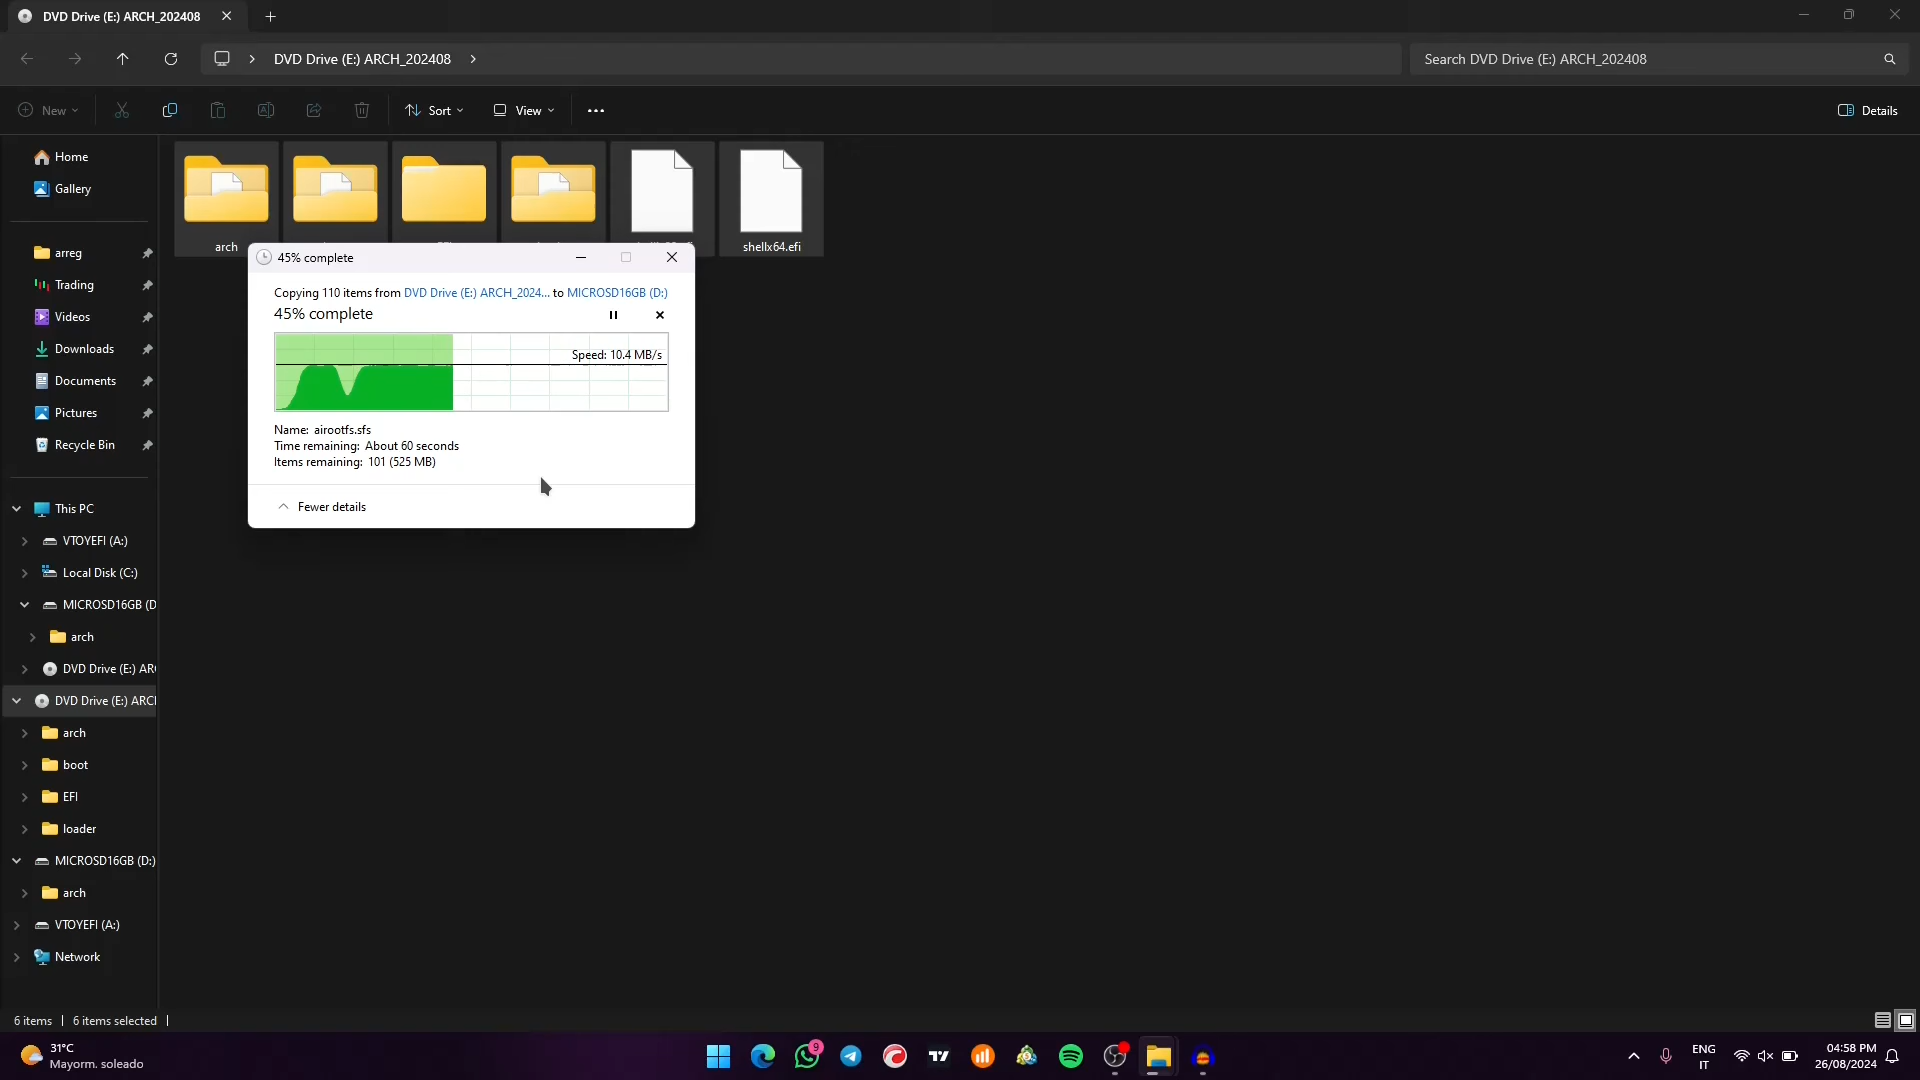 DVD Drive (E:) ARCH_202408
DVD Drive (E:) ARCH_202408
Search DVD Drive (E:) ARCH_202408
New
Sort
View
Details
Home
Gallery
arreg
Trading
Videos
Downloads
Documents
Pictures
Recycle Bin
This PC
VTOYEFI (A:)
Local Disk (C:)
MICROSD16GB (D
arch
DVD Drive (E:) AR
DVD Drive (E:) ARC
arch
boot
EFI
loader
MICROSD16GB (D:)
arch
VTOYEFI (A:)
Network
arch
shellx64.efi
45% complete
Copying 110 items from DVD Drive (E:) ARCH_2024... to MICROSD16GB (D:)
45% complete
Speed: 10.4 MB/s
Name: airootfs.sfs
Time remaining: About 60 seconds
Items remaining: 101 (525 MB)
Fewer details
6 items
6 items selected
31°C
Mayorm. soleado
9
ENG
IT
04:58 PM
26/08/2024